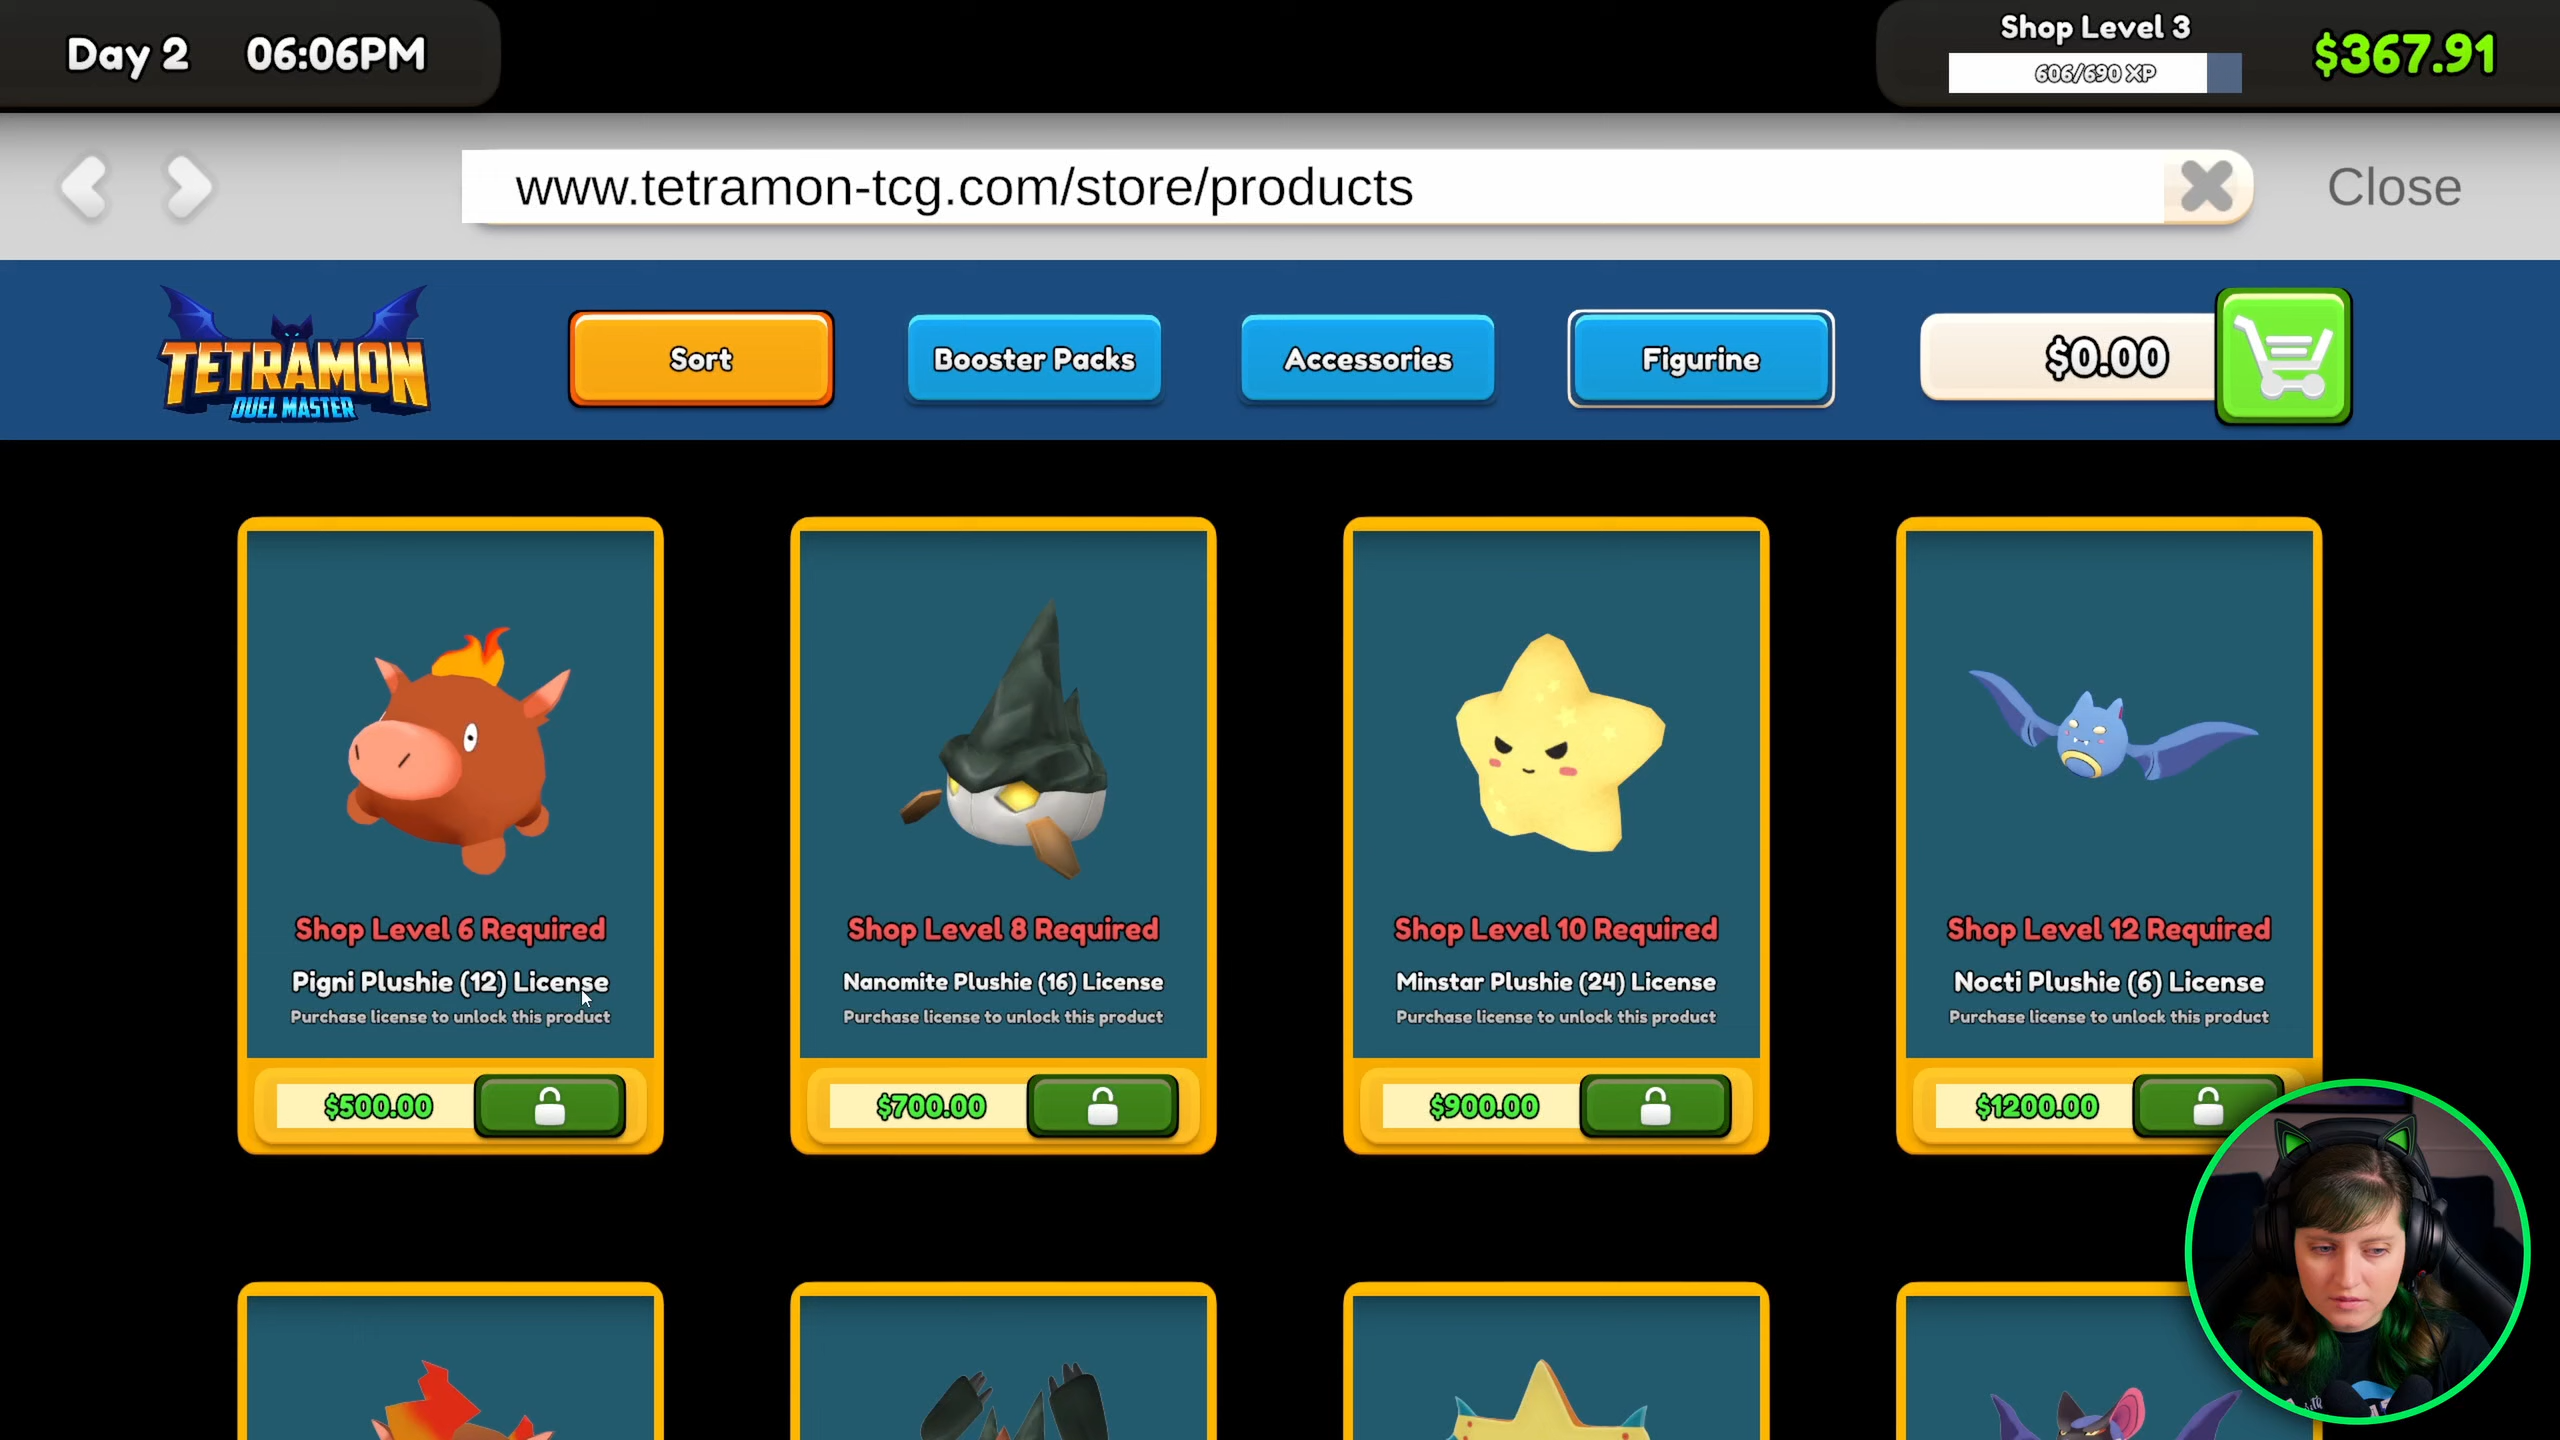 Day 2 06:06PM
Shop Level 3
606/690 XP
$367.91
www.tetramon-tcg.com/store/products
Close
TETRAMON
DUEL MASTER
Sort
Booster Packs
Accessories
Figurine
$0.00
Shop Level 6 Required
Pigni Plushie (12) License
Purchase license to unlock this product
$500.00
Shop Level 8 Required
Nanomite Plushie (16) License
Purchase license to unlock this product
$700.00
Shop Level 10 Required
Minstar Plushie (24) License
Purchase license to unlock this product
$900.00
Shop Level 12 Required
Nocti Plushie (6) License
Purchase license to unlock this product
$1200.00